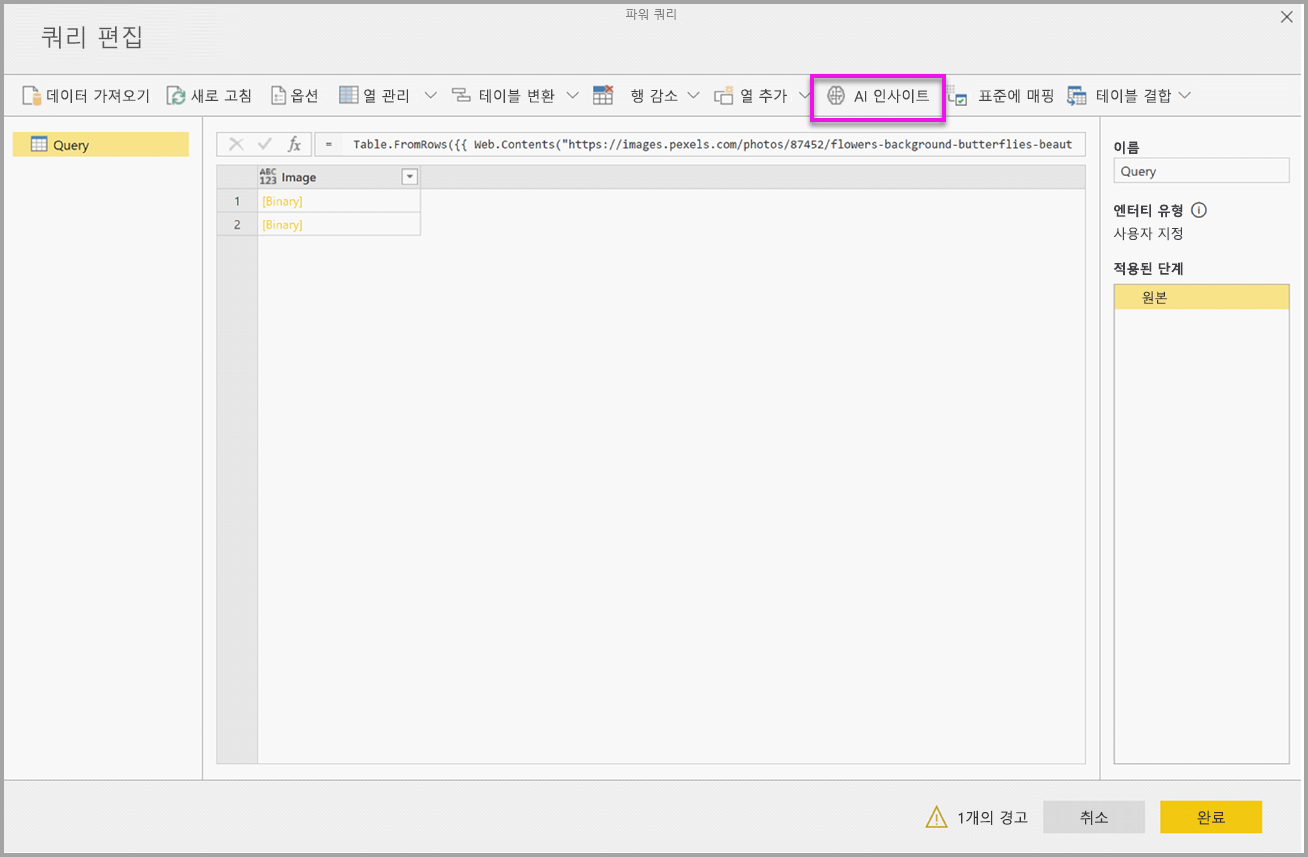 파워 쿼리
쿼리 편집
데이터 가져오기 새로 고침 옵션 열 관리 테이블 변환 행 감소 열 추가 AI 인사이트 표준에 매핑 테이블 결합
Query
fx = Table.FromRows({{ Web.Contents("https://images.pexels.com/photos/87452/flowers-background-butterflies-beaut
ABC 123 Image
1 [Binary]
2 [Binary]
이름
Query
엔터티 유형
사용자 지정
적용된 단계
원본
1개의 경고 취소 완료